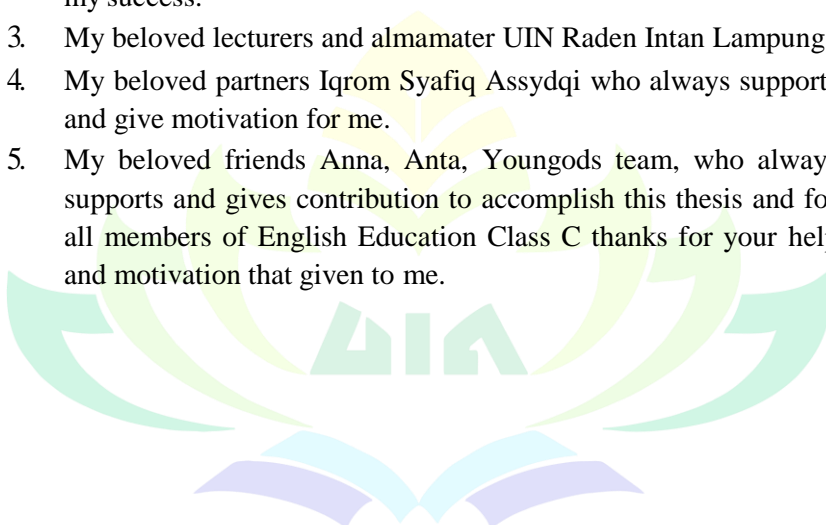 my success.
3. My beloved lecturers and almamater UIN Raden Intan Lampung
4. My beloved partners Iqrom Syafiq Assydqi who always support
and give motivation for me.
5. My beloved friends Anna, Anta, Youngods team, who alway
supports and gives contribution to accomplish this thesis and fo
all members of English Education Class C thanks for your hel
and motivation that given to me.
UIN